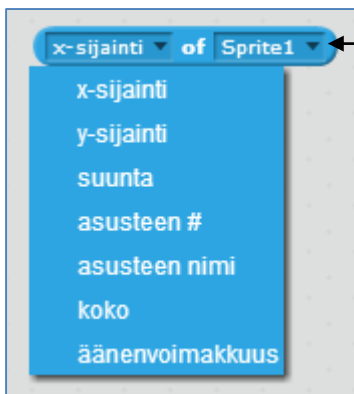 x-sijainti of Sprite1
x-sijainti
y-sijainti
suunta
asusteen #
asusteen nimi
koko
äänenvoimakkuus